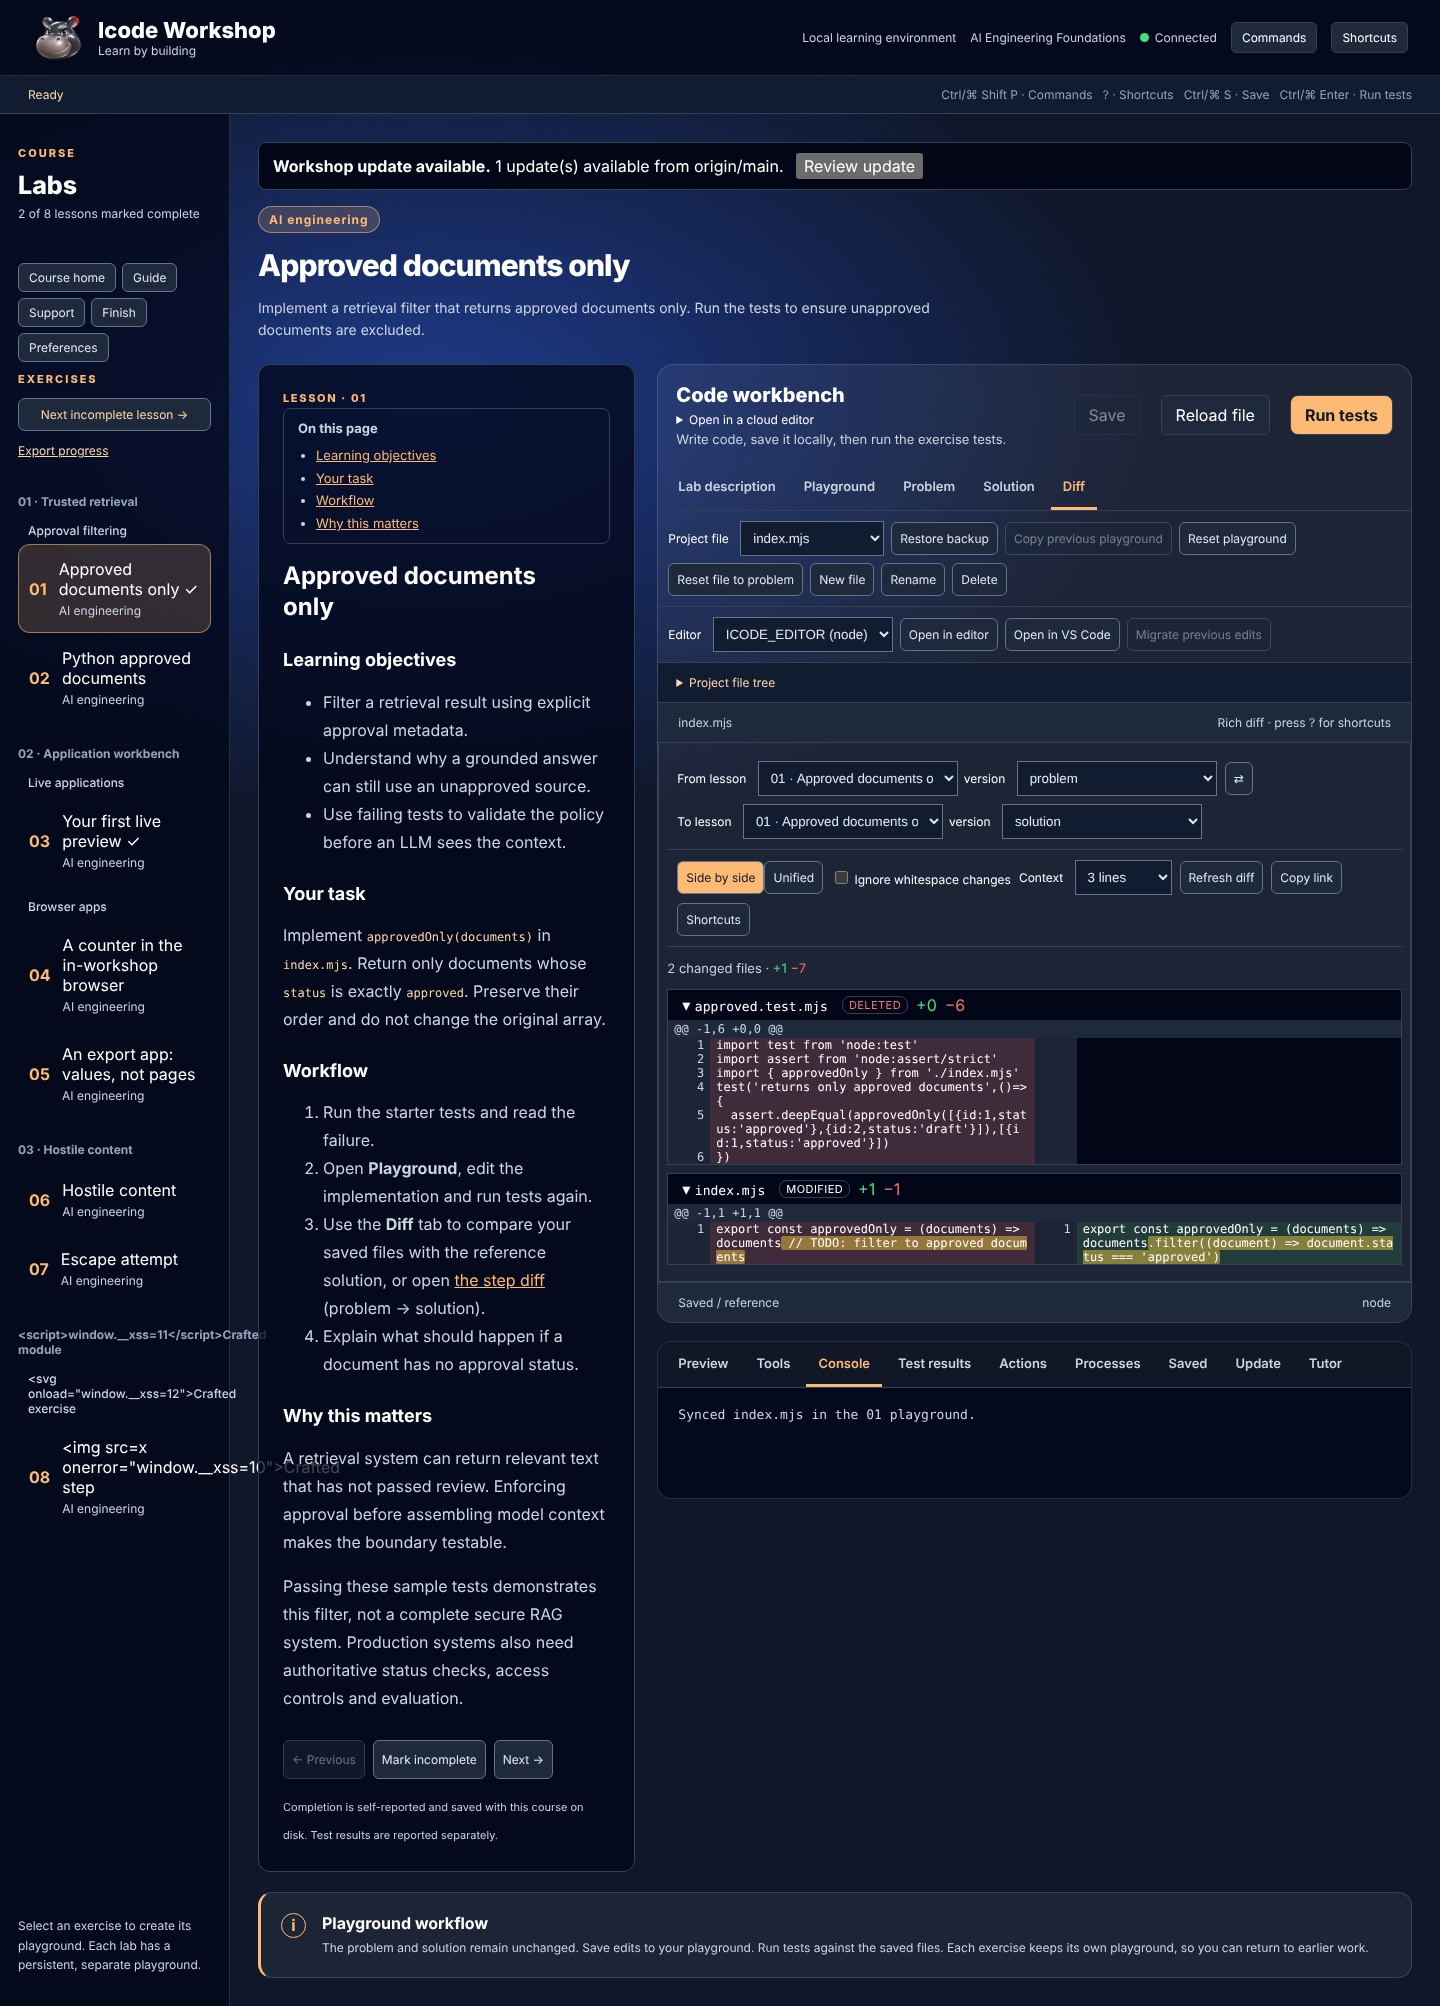 Icode Workshop
Learn by building
Local learning environment AI Engineering Foundations Connected Commands Shortcuts
Ready
Ctrl/⌘ Shift P · Commands ? · Shortcuts Ctrl/⌘ S · Save Ctrl/⌘ Enter · Run tests
COURSE
Labs
2 of 8 lessons marked complete
Course home Guide
Support Finish
Preferences
EXERCISES
Next incomplete lesson →
Export progress
01 · Trusted retrieval
Approval filtering
01 Approved
documents only ✓
AI engineering
02 Python approved
documents
AI engineering
02 · Application workbench
Live applications
03 Your first live
preview ✓
AI engineering
Browser apps
04 A counter in the
in-workshop
browser
AI engineering
05 An export app:
values, not pages
AI engineering
03 · Hostile content
06 Hostile content
AI engineering
07 Escape attempt
AI engineering
<script>window.__xss=11</script>Crafted
module
<svg
onload="window.__xss=12">Crafted
exercise
08 <img src=x
onerror="window.__xss=10">Crafted
step
AI engineering
Select an exercise to create its
playground. Each lab has a
persistent, separate playground.
Workshop update available. 1 update(s) available from origin/main. Review update
AI engineering
Approved documents only
Implement a retrieval filter that returns approved documents only. Run the tests to ensure unapproved
documents are excluded.
LESSON · 01
On this page
• Learning objectives
• Your task
• Workflow
• Why this matters
Approved documents
only
Learning objectives
• Filter a retrieval result using explicit
approval metadata.
• Understand why a grounded answer
can still use an unapproved source.
• Use failing tests to validate the policy
before an LLM sees the context.
Your task
Implement approvedOnly(documents) in
index.mjs. Return only documents whose
status is exactly approved. Preserve their
order and do not change the original array.
Workflow
1. Run the starter tests and read the
failure.
2. Open Playground, edit the
implementation and run tests again.
3. Use the Diff tab to compare your
saved files with the reference
solution, or open the step diff
(problem → solution).
4. Explain what should happen if a
document has no approval status.
Why this matters
A retrieval system can return relevant text
that has not passed review. Enforcing
approval before assembling model context
makes the boundary testable.
Passing these sample tests demonstrates
this filter, not a complete secure RAG
system. Production systems also need
authoritative status checks, access
controls and evaluation.
← Previous Mark incomplete Next →
Completion is self-reported and saved with this course on
disk. Test results are reported separately.
Code workbench
▶ Open in a cloud editor
Write code, save it locally, then run the exercise tests.
Save Reload file Run tests
Lab description Playground Problem Solution Diff
Project file index.mjs Restore backup Copy previous playground Reset playground
Reset file to problem New file Rename Delete
Editor ICODE_EDITOR (node) Open in editor Open in VS Code Migrate previous edits
▶ Project file tree
index.mjs Rich diff · press ? for shortcuts
From lesson 01 · Approved documents o version problem ⇄
To lesson 01 · Approved documents o version solution
Side by side Unified Ignore whitespace changes Context 3 lines Refresh diff Copy link
Shortcuts
2 changed files · +1 −7
▼ approved.test.mjs DELETED +0 −6
@@ -1,6 +0,0 @@
1 import test from 'node:test'
2 import assert from 'node:assert/strict'
3 import { approvedOnly } from './index.mjs'
4 test('returns only approved documents',()=>
{
5 assert.deepEqual(approvedOnly([{id:1,stat
us:'approved'},{id:2,status:'draft'}]),[{i
d:1,status:'approved'}])
6 })
▼ index.mjs MODIFIED +1 −1
@@ -1,1 +1,1 @@
1 export const approvedOnly = (documents) =>
documents // TODO: filter to approved docum
ents
1 export const approvedOnly = (documents) =>
documents.filter((document) => document.sta
tus === 'approved')
Saved / reference node
Preview Tools Console Test results Actions Processes Saved Update Tutor
Synced index.mjs in the 01 playground.
i Playground workflow
The problem and solution remain unchanged. Save edits to your playground. Run tests against the saved files. Each exercise keeps its own playground, so you can return to earlier work.